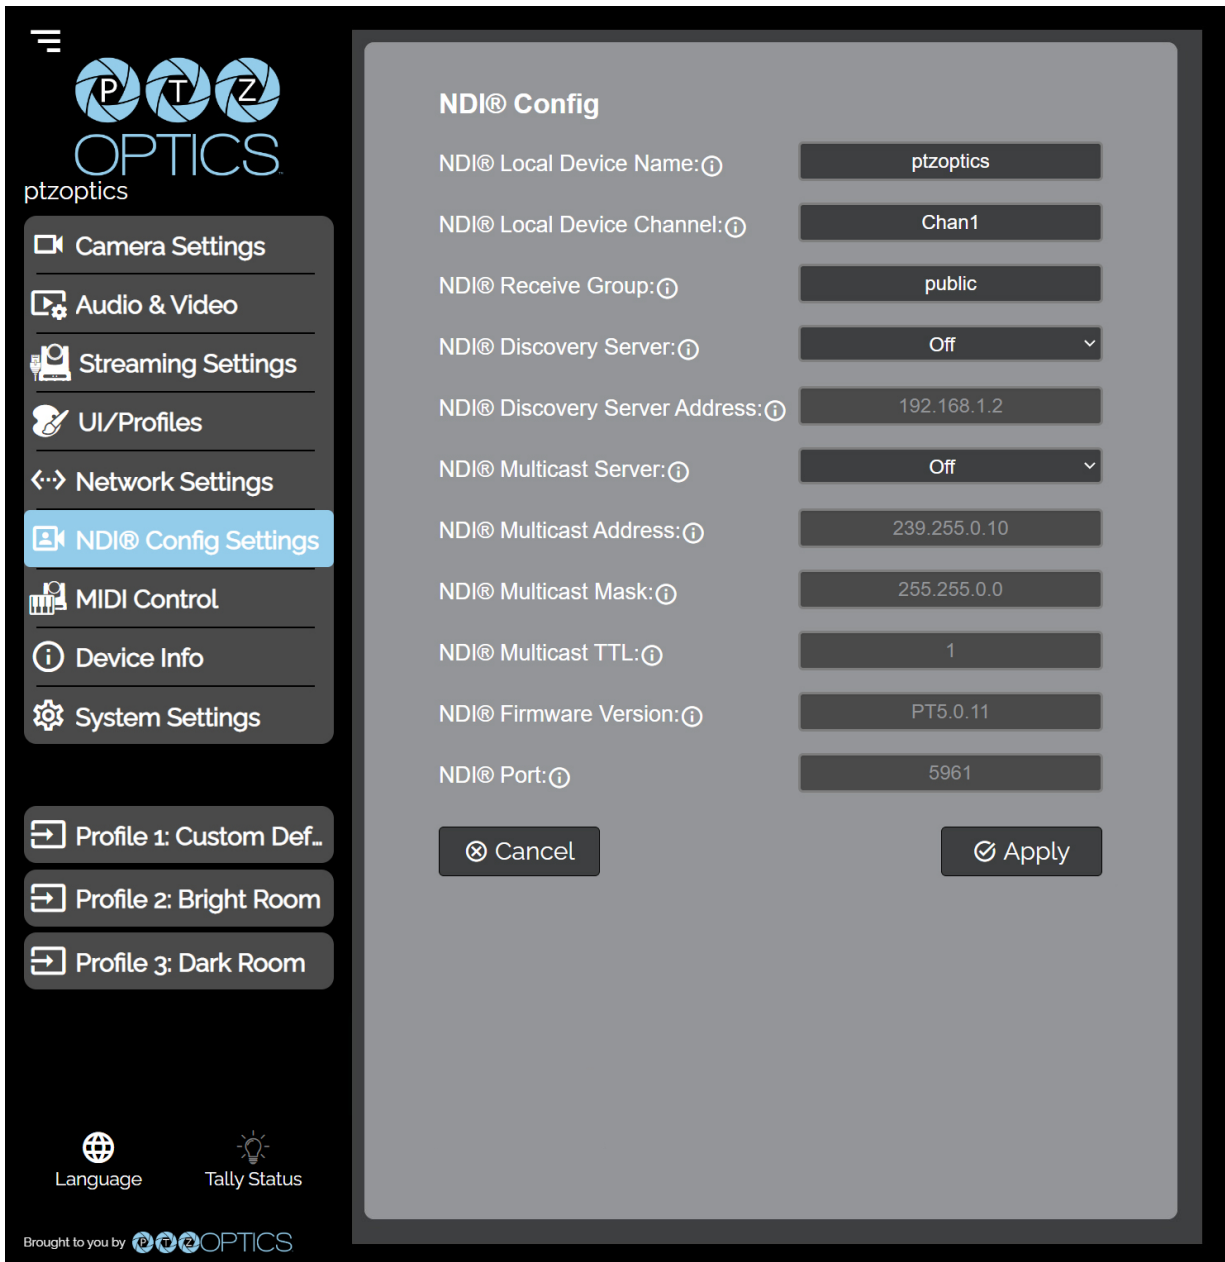 PTZ
OPTICS
ptzoptics
Camera Settings
Audio & Video
Streaming Settings
UI/Profiles
Network Settings
NDI® Config Settings
MIDI Control
Device Info
System Settings
Profile 1: Custom Def...
Profile 2: Bright Room
Profile 3: Dark Room
Language
Tally Status
Brought to you by PTZ OPTICS
NDI® Config
NDI® Local Device Name: ptzoptics
NDI® Local Device Channel: Chan1
NDI® Receive Group: public
NDI® Discovery Server: Off
NDI® Discovery Server Address: 192.168.1.2
NDI® Multicast Server: Off
NDI® Multicast Address: 239.255.0.10
NDI® Multicast Mask: 255.255.0.0
NDI® Multicast TTL: 1
NDI® Firmware Version: PT5.0.11
NDI® Port: 5961
Cancel
Apply